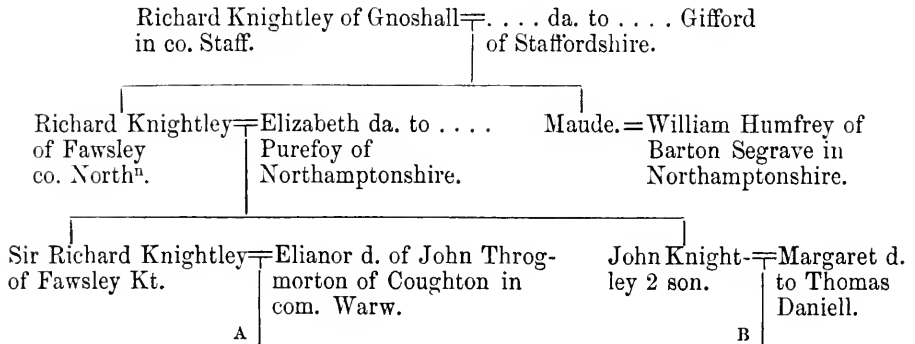 Richard Knightley of Gnoshall=. . . . da. to . . . . Gifford
in co. Staff. of Staffordshire.
Richard Knightley=Elizabeth da. to . . . . Maude.=William Humfrey of
of Fawsley Purefoy of Barton Segrave in
co. Northⁿ. Northamptonshire. Northamptonshire.
Sir Richard Knightley=Elianor d. of John Throg- John Knight-=Margaret d.
of Fawsley Kt. morton of Coughton in ley 2 son. to Thomas
com. Warw. Daniell.
A B